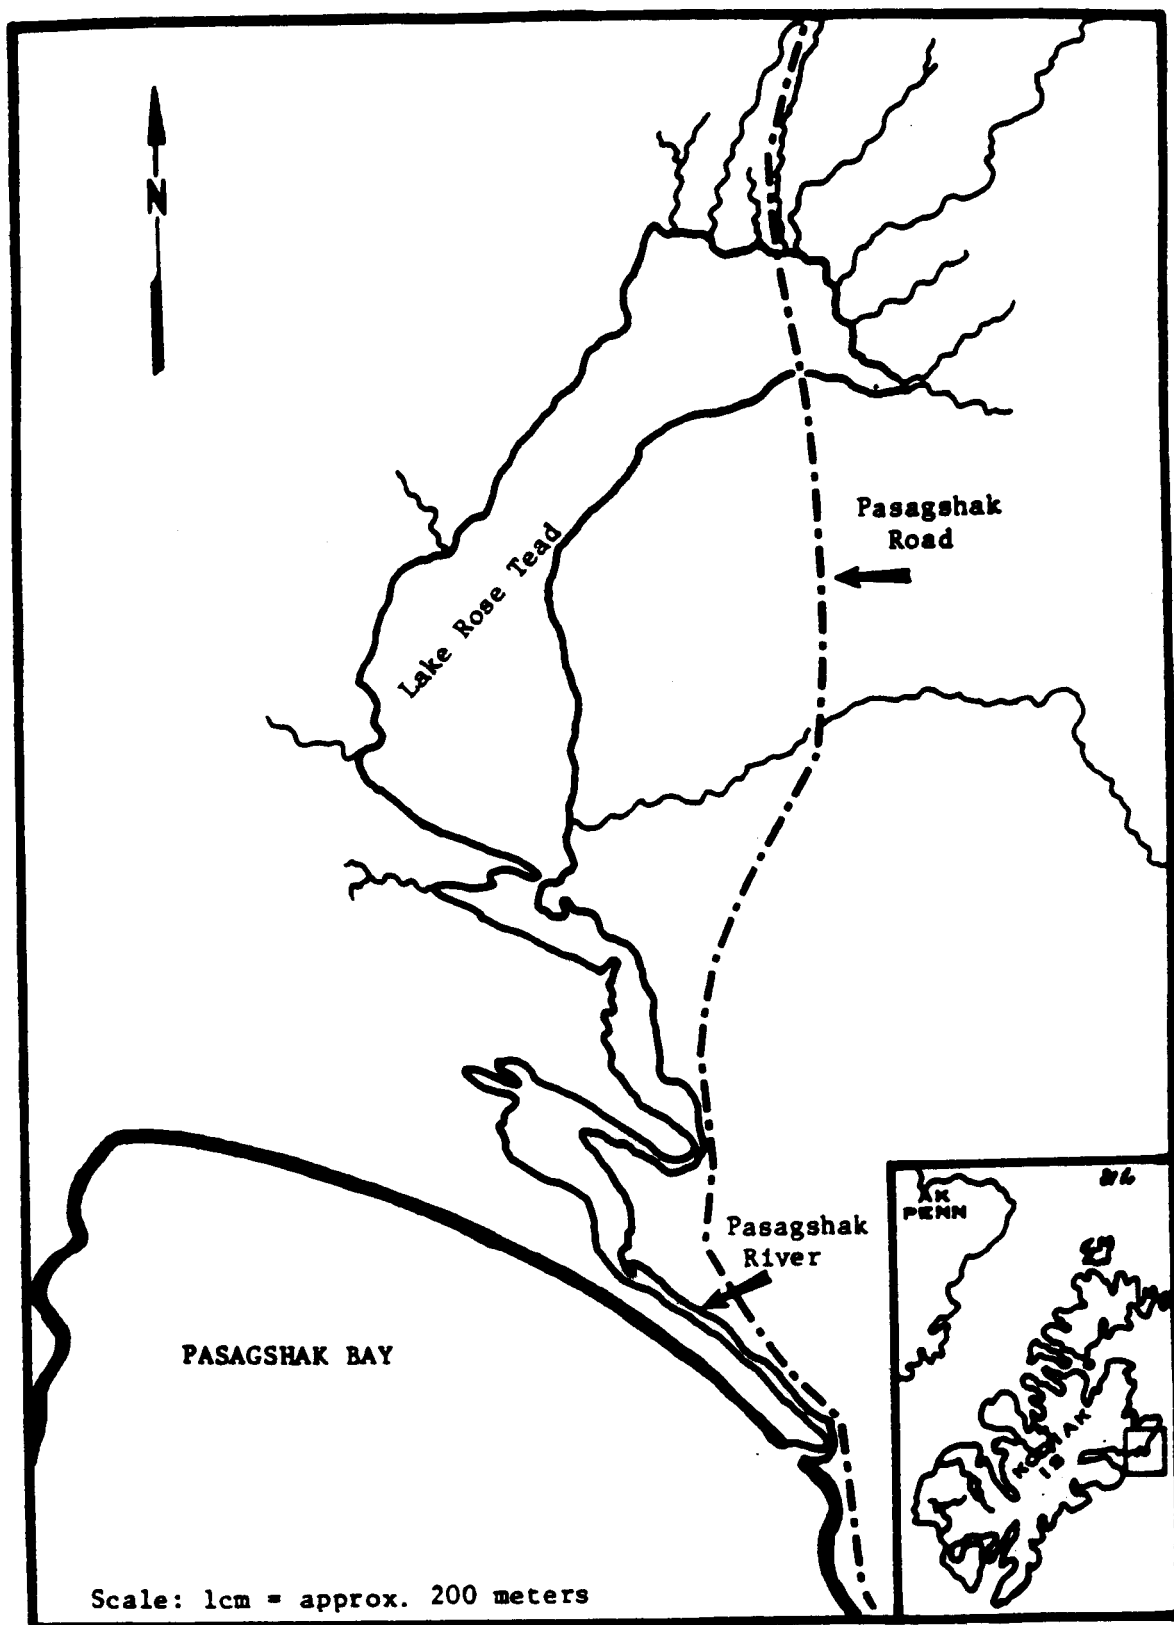 N
Pasagshak
Road
Lake Rose Tead
Pasagshak
River
PASAGSHAK BAY
Scale: 1cm = approx. 200 meters
AK
PENN
KODIAK
IS